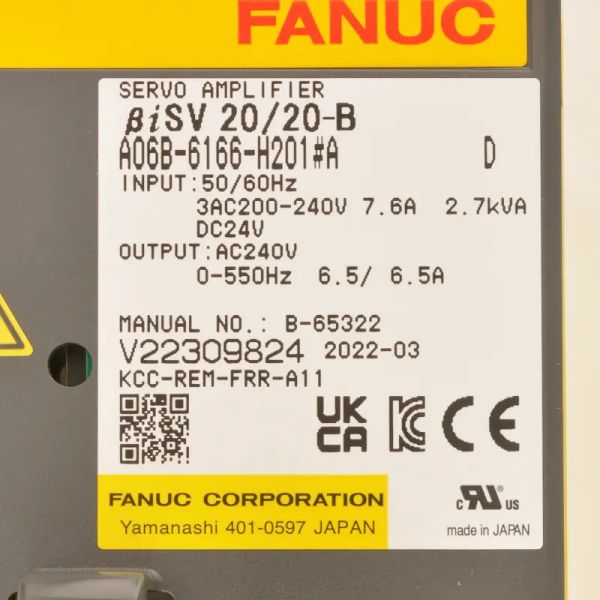 FANUC
SERVO AMPLIFIER
βiSV 20/20-B
A06B-6166-H201#A D
INPUT:50/60Hz
3AC200-240V 7.6A 2.7kVA
DC24V
OUTPUT:AC240V
0-550Hz 6.5/ 6.5A
MANUAL NO.: B-65322
V22309824 2022-03
KCC-REM-FRR-A11
UK
CA CE
FANUC CORPORATION
Yamanashi 401-0597 JAPAN
c RU US
made in JAPAN